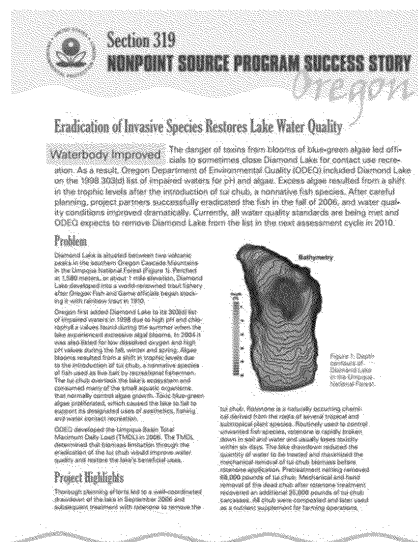 Section 319
NONPOINT SOURCE PROGRAM SUCCESS STORY
Oregon
Eradication of Invasive Species Restores Lake Water Quality
Waterbody Improved
The danger of toxins from blooms of blue-green algae led offi-
cials to sometimes close Diamond Lake for contact use recre-
ation. As a result, Oregon Department of Environmental Quality (ODEQ) included Diamond Lake
on the 1998 303(d) list of impaired waters for pH and algae. Excess algae resulted from a shift
in the trophic levels after the introduction of tui chub, a nonnative fish species. After careful
planning, project partners successfully eradicated the fish in the fall of 2006, and water qual-
ity conditions improved dramatically. Currently, all water quality standards are being met and
ODEQ expects to remove Diamond Lake from the list in the next assessment cycle in 2010.
Problem
Diamond Lake is situated between two volcanic
peaks in the southern Oregon Cascade Mountains
in the Umpqua National Forest (Figure 1). Perched
at 1,580 meters, or about 1 mile elevation, Diamond
Lake developed into a world-renowned trout fishery
after Oregon Fish and Game officials began stock-
ing it with rainbow trout in 1910.
Oregon first added Diamond Lake to its 303(d) list
of impaired waters in 1998 due to high pH and chlo-
rophyll a values found during the summer when the
lake experienced excessive algal blooms. In 2004 it
was also listed for low dissolved oxygen and high
pH values during the fall, winter and spring. Algae
blooms resulted from a shift in trophic levels due
to the introduction of tui chub, a nonnative species
of fish used as live bait by recreational fishermen.
The tui chub overtook the lake's ecosystem and
consumed many of the small aquatic organisms
that normally control algae growth. Toxic blue-green
algae proliferated, which caused the lake to fail to
support its designated uses of aesthetics, fishing
and water contact recreation.
ODEQ developed the Umpqua Basin Total
Maximum Daily Load (TMDL) in 2006. The TMDL
determined that biomass limitation through the
eradication of the tui chub would improve water
quality and restore the lake's beneficial uses.
Project Highlights
Thorough planning efforts led to a well-coordinated
drawdown of the lake in September 2006 and
subsequent treatment with rotenone to remove the
Bathymetry
Figure 1: Depth
contours of
Diamond Lake
in the Umpqua
National Forest.
tui chub. Rotenone is a naturally occurring chemi-
cal derived from the roots of several tropical and
subtropical plant species. Routinely used to control
unwanted fish species, rotenone is rapidly broken
down in soil and water and usually loses toxicity
within six days. The lake drawdown reduced the
quantity of water to be treated and maximized the
mechanical removal of tui chub biomass before
rotenone application. Pretreatment netting removed
68,000 pounds of tui chub. Mechanical and hand
removal of the dead chub after rotenone treatment
recovered an additional 20,000 pounds of tui chub
carcasses. All chub were composted and later used
as a nutrient supplement for farming operations.